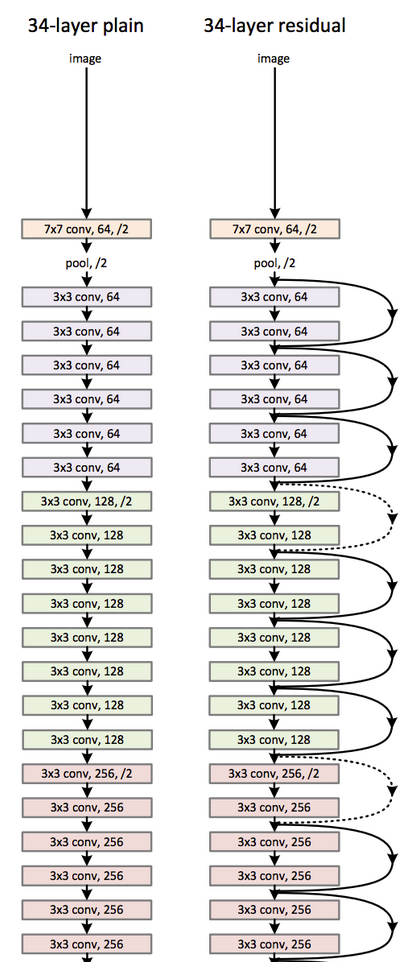 34-layer plain
image
7x7 conv, 64, /2
pool, /2
3x3 conv, 64
3x3 conv, 64
3x3 conv, 64
3x3 conv, 64
3x3 conv, 64
3x3 conv, 64
3x3 conv, 128, /2
3x3 conv, 128
3x3 conv, 128
3x3 conv, 128
3x3 conv, 128
3x3 conv, 128
3x3 conv, 128
3x3 conv, 128
3x3 conv, 256, /2
3x3 conv, 256
3x3 conv, 256
3x3 conv, 256
3x3 conv, 256
3x3 conv, 256
34-layer residual
image
7x7 conv, 64, /2
pool, /2
3x3 conv, 64
3x3 conv, 64
3x3 conv, 64
3x3 conv, 64
3x3 conv, 64
3x3 conv, 64
3x3 conv, 128, /2
3x3 conv, 128
3x3 conv, 128
3x3 conv, 128
3x3 conv, 128
3x3 conv, 128
3x3 conv, 128
3x3 conv, 128
3x3 conv, 256, /2
3x3 conv, 256
3x3 conv, 256
3x3 conv, 256
3x3 conv, 256
3x3 conv, 256